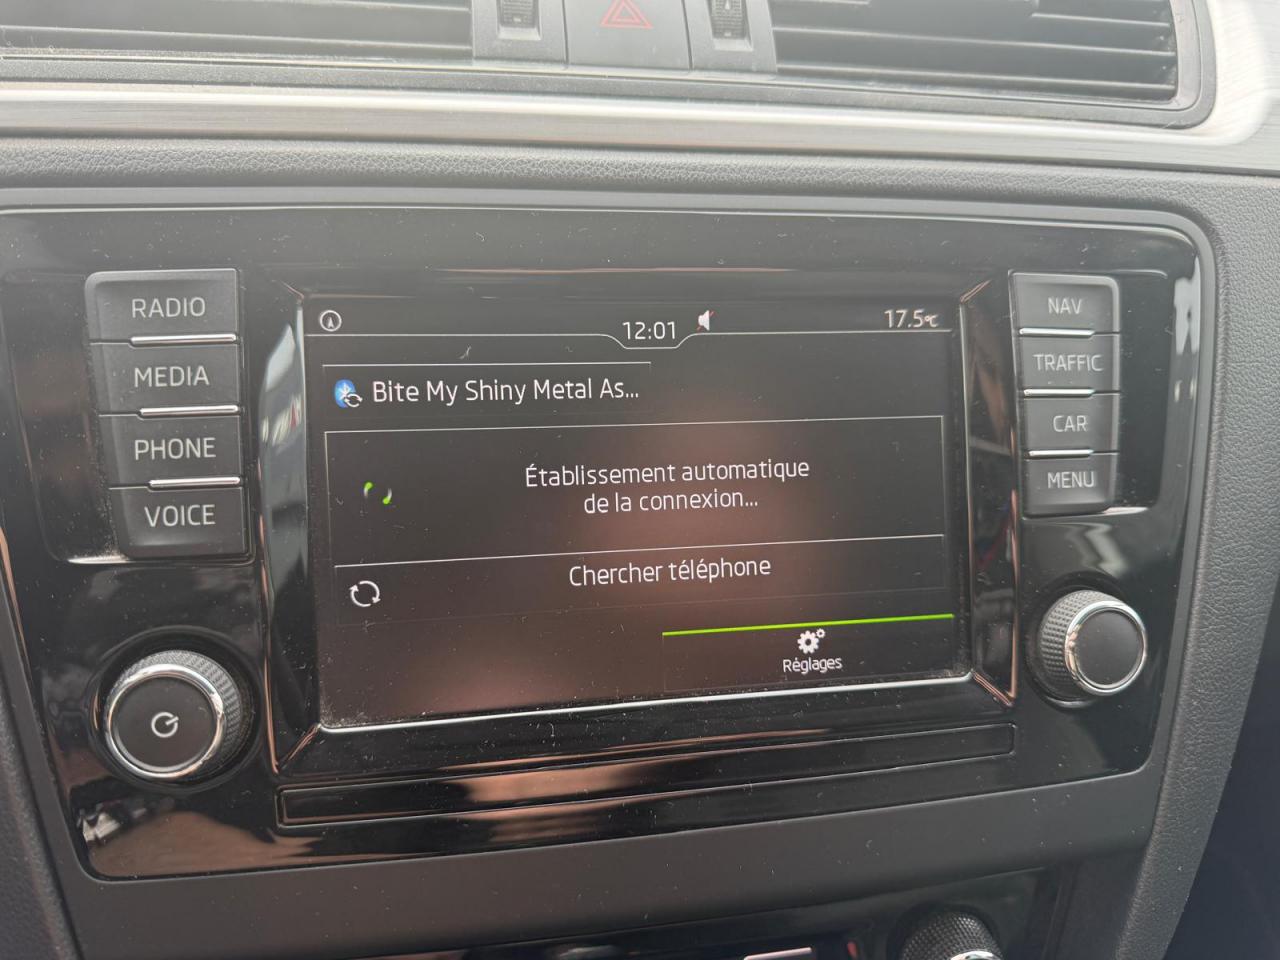 12:01
17.5°C
Bite My Shiny Metal As...
Établissement automatique
de la connexion...
Chercher téléphone
Réglages
RADIO
MEDIA
PHONE
VOICE
NAV
TRAFFIC
CAR
MENU